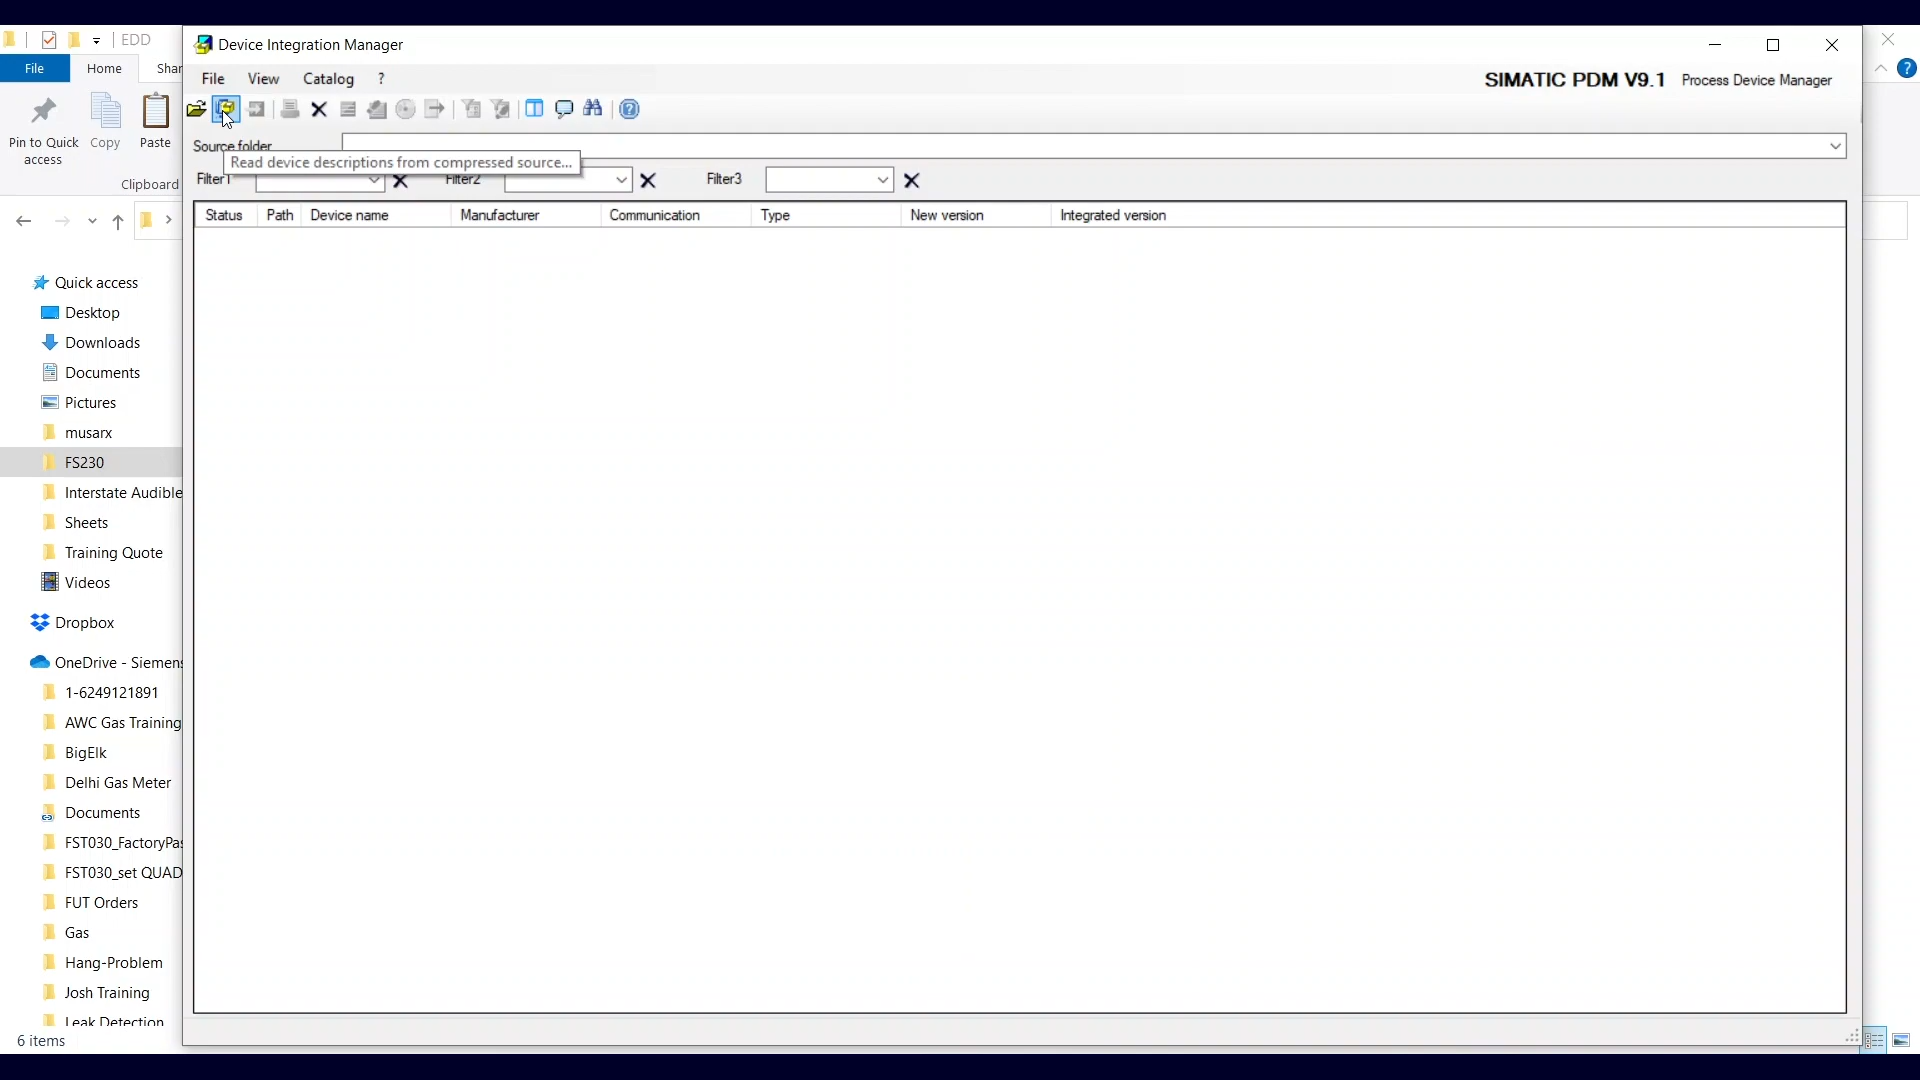 EDD
File
Home
Shar
Pin to Quick
access
Copy
Paste
Clipboard
Quick access
Desktop
Downloads
Documents
Pictures
musarx
FS230
Interstate Audible
Sheets
Training Quote
Videos
Dropbox
OneDrive - Siemens
1-6249121891
AWC Gas Training
BigElk
Delhi Gas Meter
Documents
FST030_FactoryPas
FST030_set QUAD
FUT Orders
Gas
Hang-Problem
Josh Training
Leak Detection
6 items
Device Integration Manager
File View Catalog ?
SIMATIC PDM V9.1 Process Device Manager
Source folder
Read device descriptions from compressed source...
Filter1 Filter2 Filter3
Status Path Device name Manufacturer Communication Type New version Integrated version